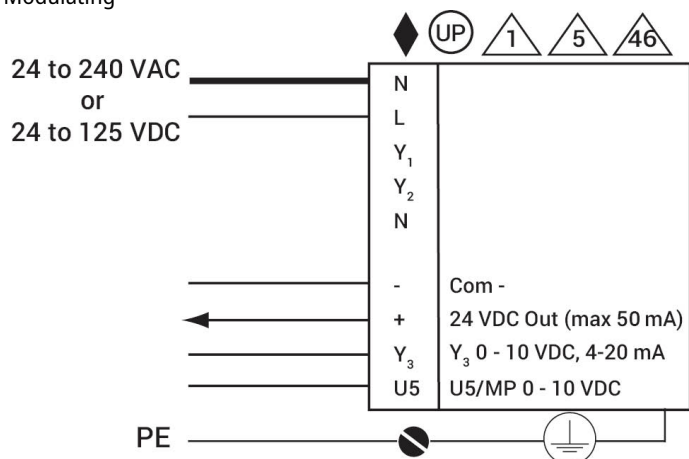 Modulating
UP 1 5 46
24 to 240 VAC
or
24 to 125 VDC
N
L
Y1
Y2
N
- Com -
+ 24 VDC Out (max 50 mA)
Y3 Y3 0 - 10 VDC, 4-20 mA
U5 U5/MP 0 - 10 VDC
PE